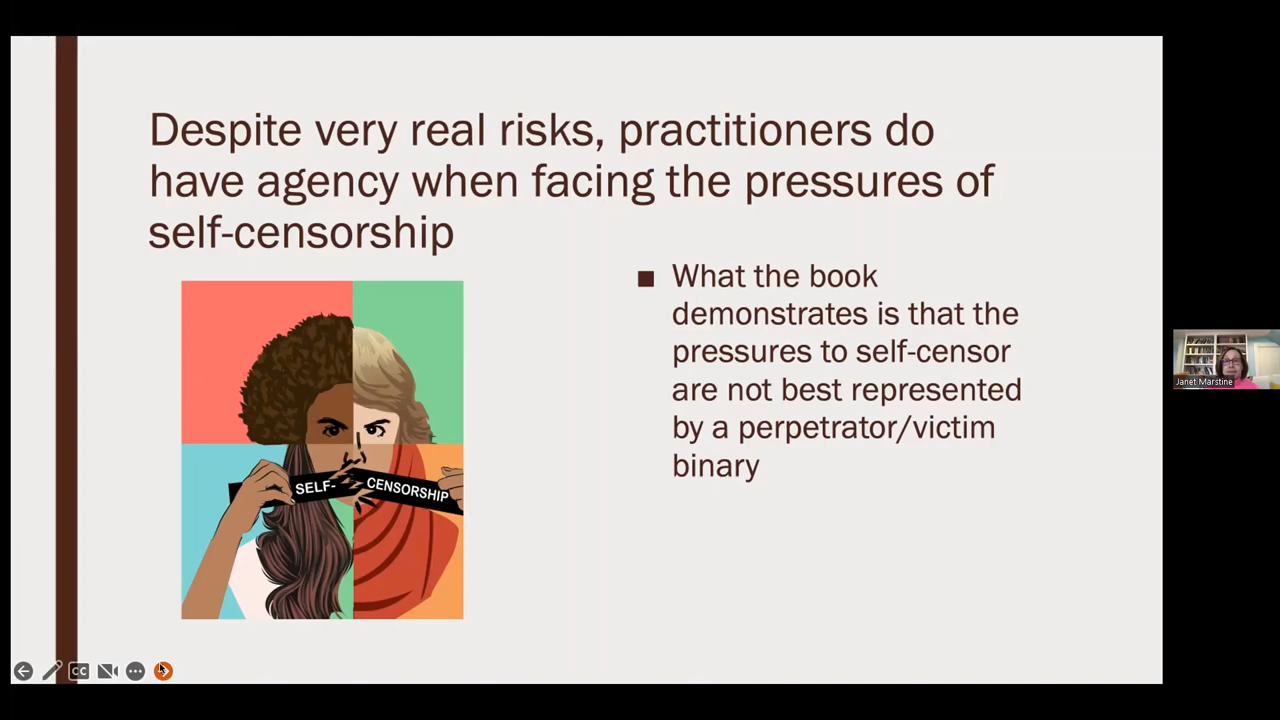 Despite very real risks, practitioners do
have agency when facing the pressures of
self-censorship
SELF-
CENSORSHIP
What the book
demonstrates is that the
pressures to self-censor
are not best represented
by a perpetrator/victim
binary
Janet Marstine
CC